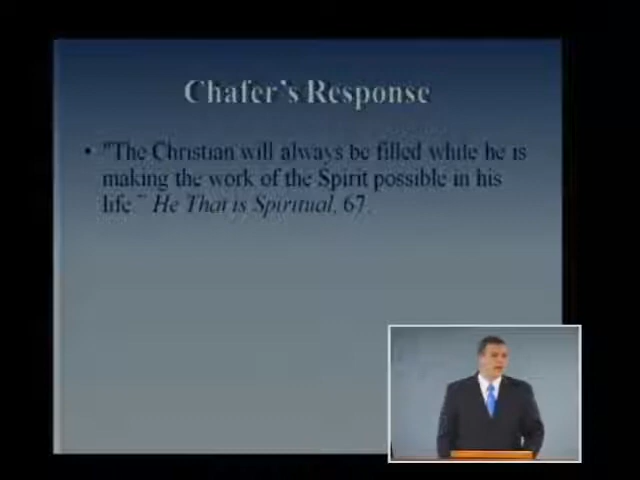 Chafer's Response
• "The Christian will always be filled while he is
making the work of the Spirit possible in his
life." He That is Spiritual, 67.